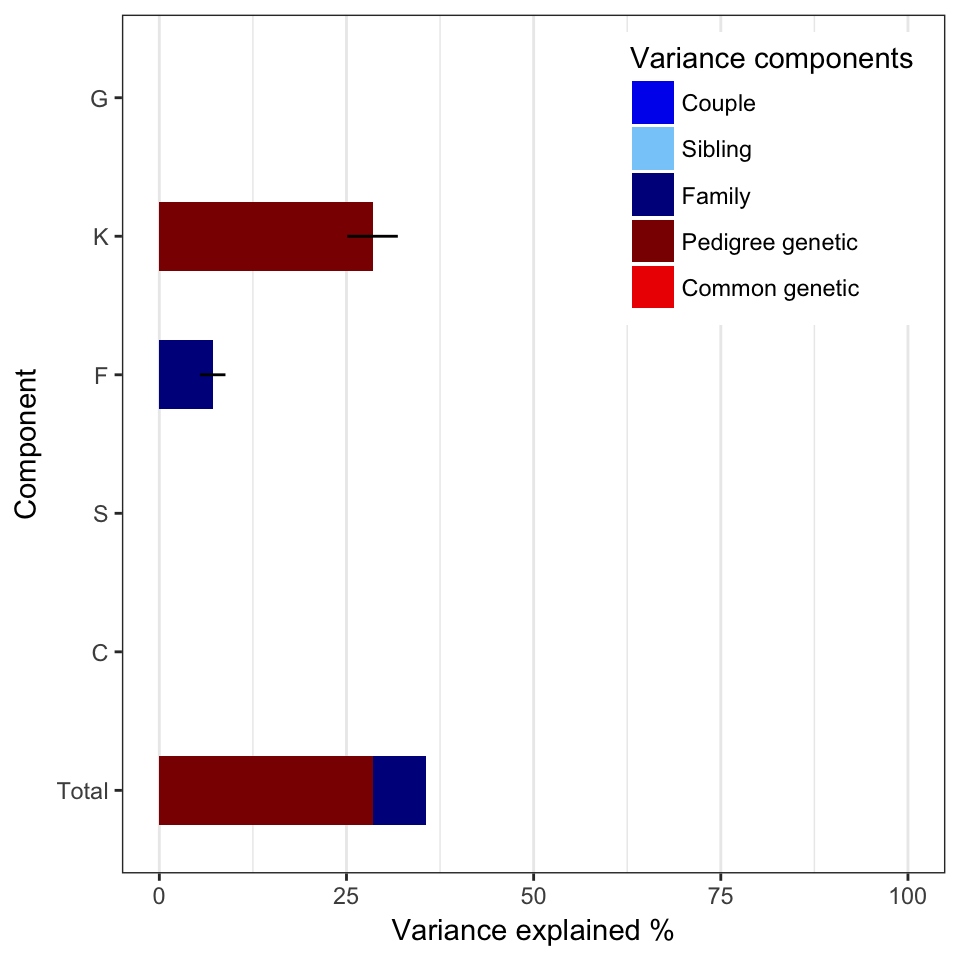 Variance components
Couple
Sibling
Family
Pedigree genetic
Common genetic
Component
G
K
F
S
C
Total
0 25 50 75 100
Variance explained %